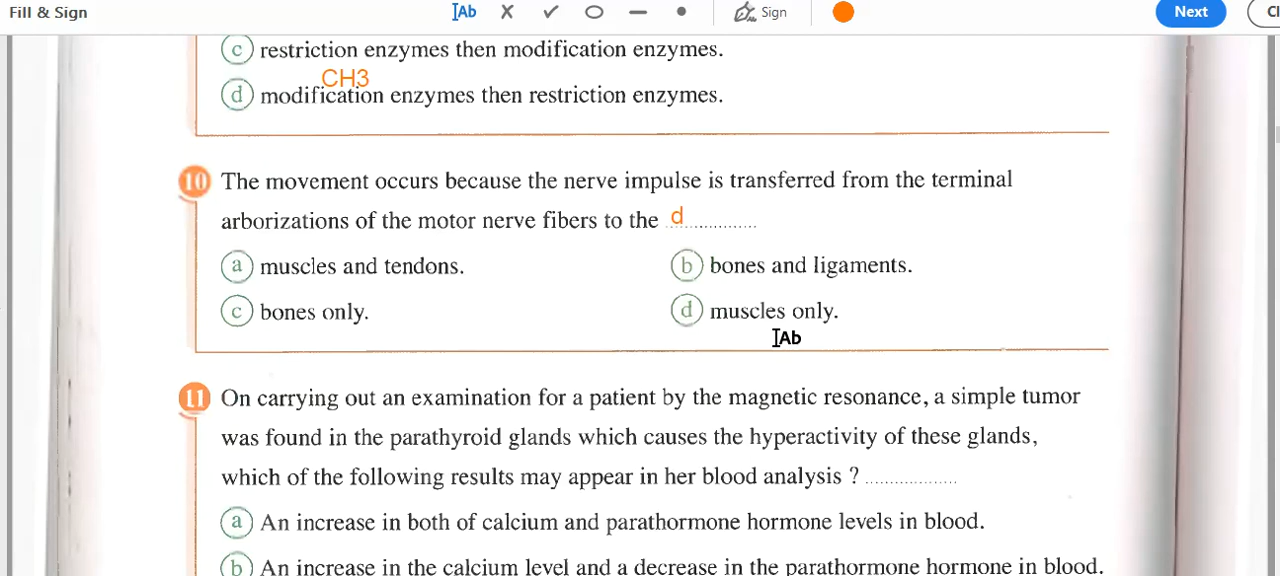 Fill & Sign
Ab
Sign
Next
Cl
c restriction enzymes then modification enzymes.
CH3
d modification enzymes then restriction enzymes.
10 The movement occurs because the nerve impulse is transferred from the terminal
arborizations of the motor nerve fibers to the d ..................
a muscles and tendons.
b bones and ligaments.
c bones only.
d muscles only.
Ab
11 On carrying out an examination for a patient by the magnetic resonance, a simple tumor
was found in the parathyroid glands which causes the hyperactivity of these glands,
which of the following results may appear in her blood analysis ? ..................
a An increase in both of calcium and parathormone hormone levels in blood.
b An increase in the calcium level and a decrease in the parathormone hormone in blood.